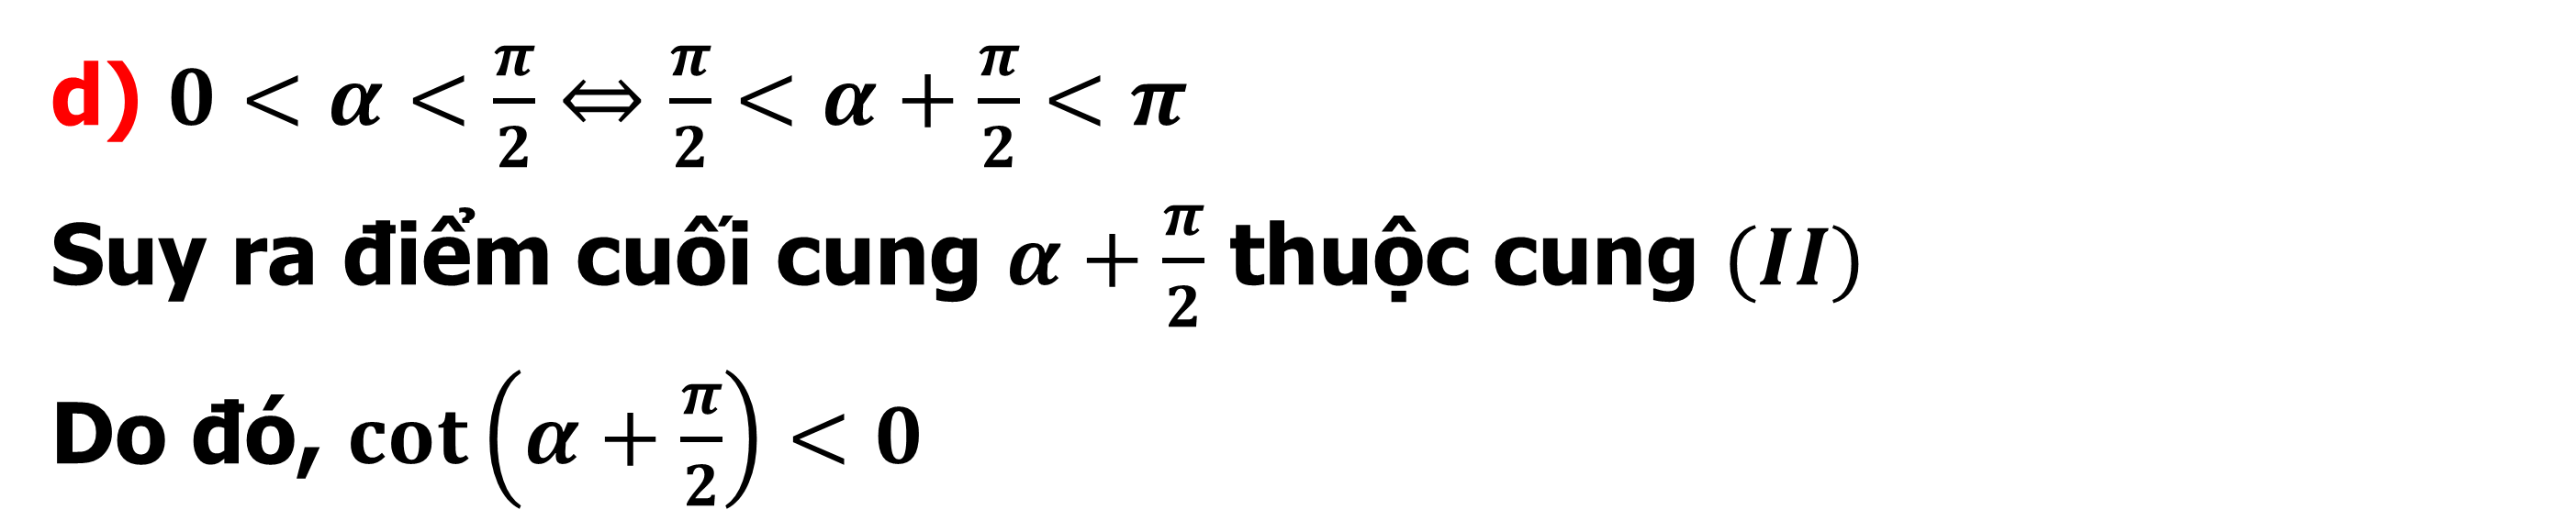 d) 0 < α < π/2 ⇔ π/2 < α + π/2 < π
Suy ra điểm cuối cung α + π/2 thuộc cung (II)
Do đó, cot(α + π/2) < 0